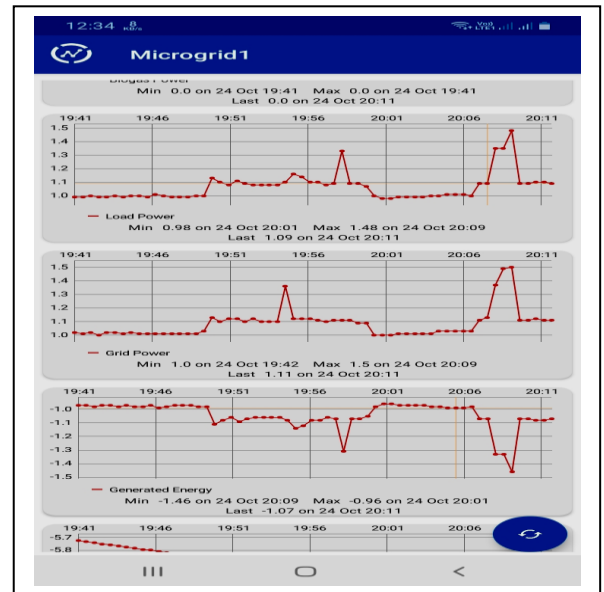 12:34 8 KB/s
Microgrid1
Biogas Power
Min 0.0 on 24 Oct 19:41 Max 0.0 on 24 Oct 19:41
Last 0.0 on 24 Oct 20:11
19:41 19:46 19:51 19:56 20:01 20:06 20:11
1.5
1.4
1.3
1.2
1.1
1.0
Load Power
Min 0.98 on 24 Oct 20:01 Max 1.48 on 24 Oct 20:09
Last 1.09 on 24 Oct 20:11
19:41 19:46 19:51 19:56 20:01 20:06 20:11
1.5
1.4
1.3
1.2
1.1
1.0
Grid Power
Min 1.0 on 24 Oct 19:42 Max 1.5 on 24 Oct 20:09
Last 1.11 on 24 Oct 20:11
19:41 19:46 19:51 19:56 20:01 20:06 20:11
-1.0
-1.1
-1.2
-1.3
-1.4
-1.5
Generated Energy
Min -1.46 on 24 Oct 20:09 Max -0.96 on 24 Oct 20:01
Last -1.07 on 24 Oct 20:11
19:41 19:46 19:51 19:56 20:01 20:06
-5.7
-5.8